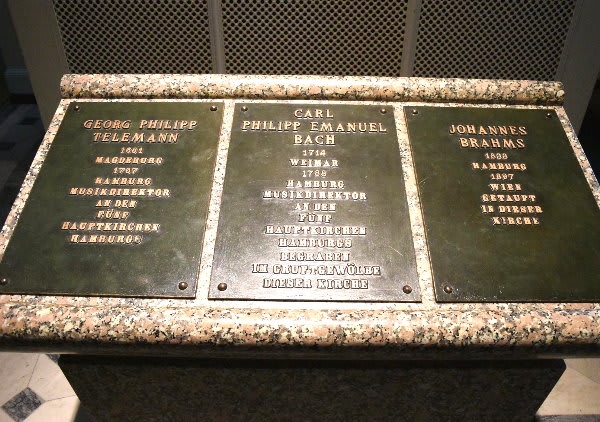 GEORG PHILIPP
TELEMANN
1681
MAGDEBURG
1767
HAMBURG
MUSIKDIREKTOR
AN DEN
FÜNF
HAUPTKIRCHEN
HAMBURGS
CARL
PHILIPP EMANUEL
BACH
1714
WEIMAR
1788
HAMBURG
MUSIKDIREKTOR
AN DEN
FÜNF
HAUPTKIRCHEN
HAMBURGS
BEGRABEN
IM GRUFTGEWÖLBE
DIESER KIRCHE
JOHANNES
BRAHMS
1833
HAMBURG
1897
WIEN
GETAUFT
IN DIESER
KIRCHE